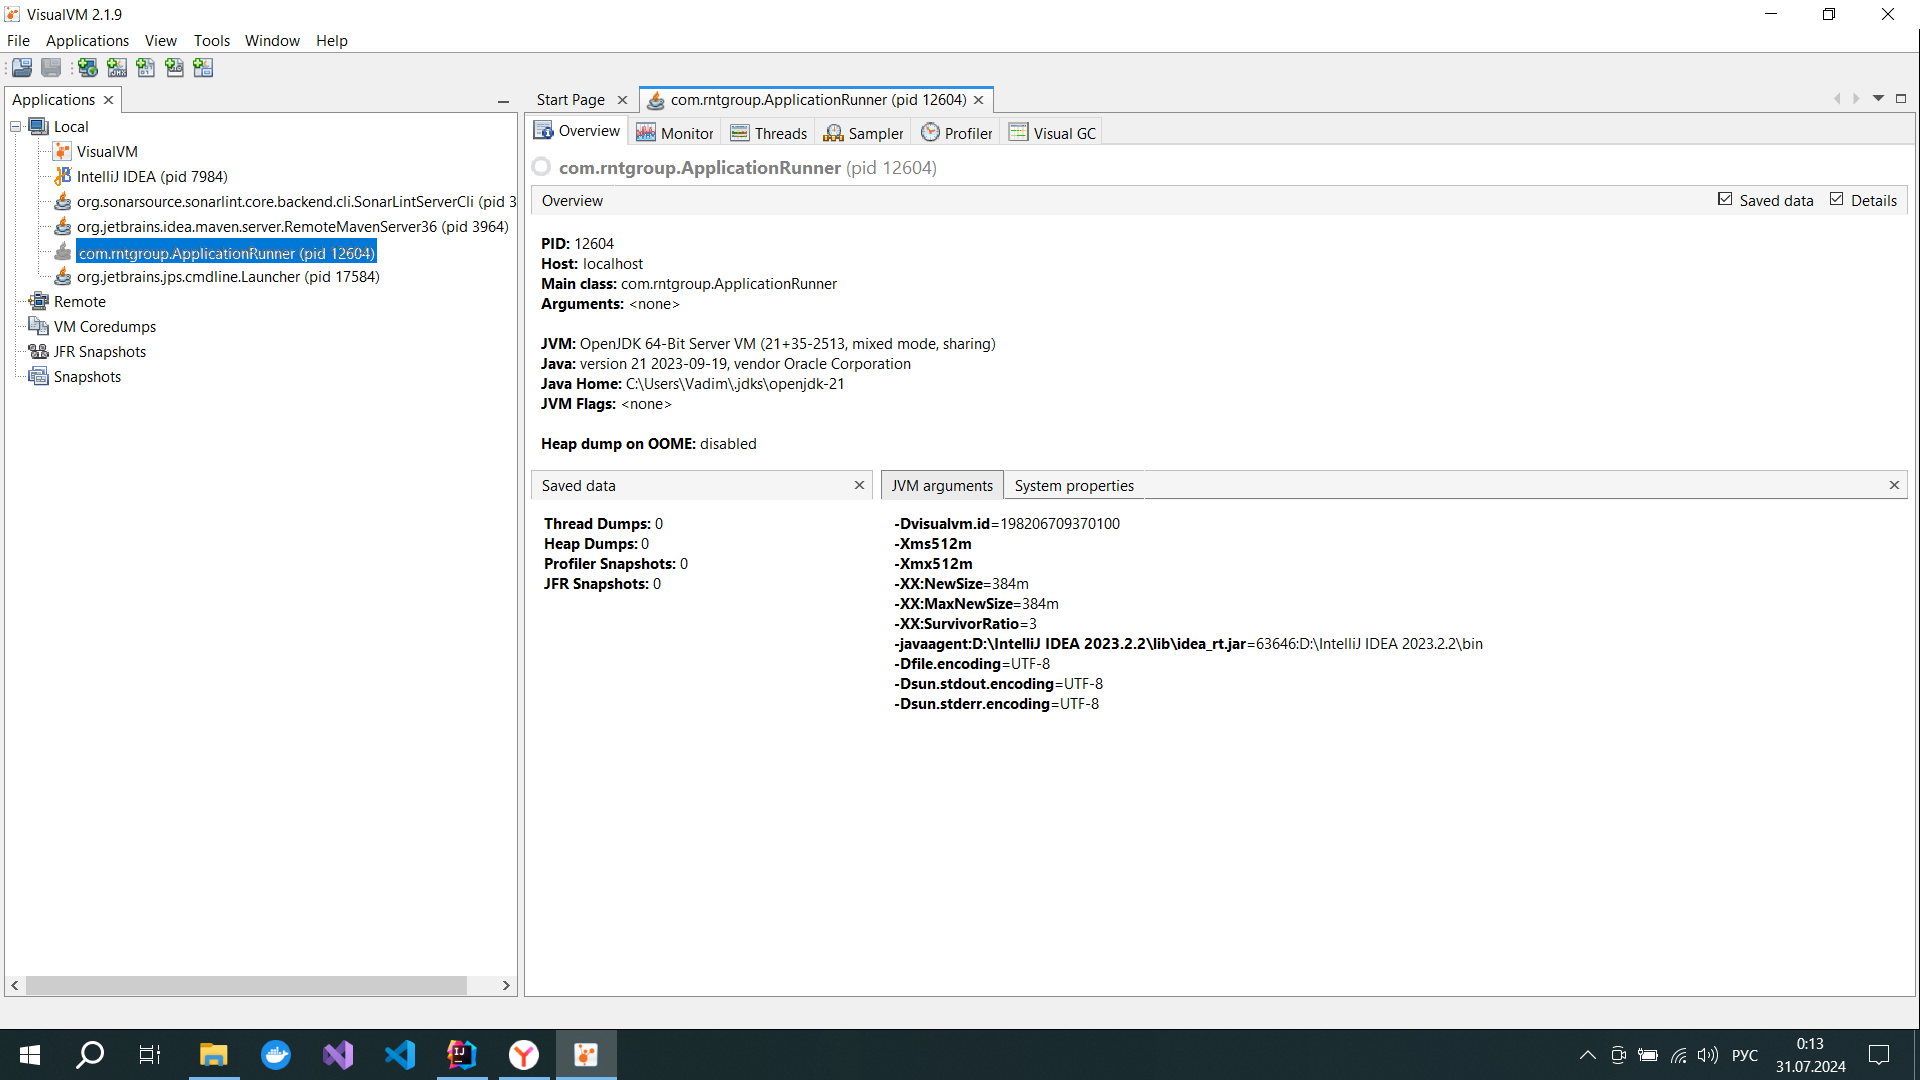 VisualVM 2.1.9
File Applications View Tools Window Help
Applications
Local
VisualVM
IntelliJ IDEA (pid 7984)
org.sonarsource.sonarlint.core.backend.cli.SonarLintServerCli (pid 3
org.jetbrains.idea.maven.server.RemoteMavenServer36 (pid 3964)
com.rntgroup.ApplicationRunner (pid 12604)
org.jetbrains.jps.cmdline.Launcher (pid 17584)
Remote
VM Coredumps
JFR Snapshots
Snapshots
Start Page com.rntgroup.ApplicationRunner (pid 12604)
Overview Monitor Threads Sampler Profiler Visual GC
com.rntgroup.ApplicationRunner (pid 12604)
Overview Saved data Details
PID: 12604
Host: localhost
Main class: com.rntgroup.ApplicationRunner
Arguments: <none>
JVM: OpenJDK 64-Bit Server VM (21+35-2513, mixed mode, sharing)
Java: version 21 2023-09-19, vendor Oracle Corporation
Java Home: C:\Users\Vadim\.jdks\openjdk-21
JVM Flags: <none>
Heap dump on OOME: disabled
Saved data
Thread Dumps: 0
Heap Dumps: 0
Profiler Snapshots: 0
JFR Snapshots: 0
JVM arguments System properties
-Dvisualvm.id=198206709370100
-Xms512m
-Xmx512m
-XX:NewSize=384m
-XX:MaxNewSize=384m
-XX:SurvivorRatio=3
-javaagent:D:\IntelliJ IDEA 2023.2.2\lib\idea_rt.jar=63646:D:\IntelliJ IDEA 2023.2.2\bin
-Dfile.encoding=UTF-8
-Dsun.stdout.encoding=UTF-8
-Dsun.stderr.encoding=UTF-8
РУС
0:13
31.07.2024